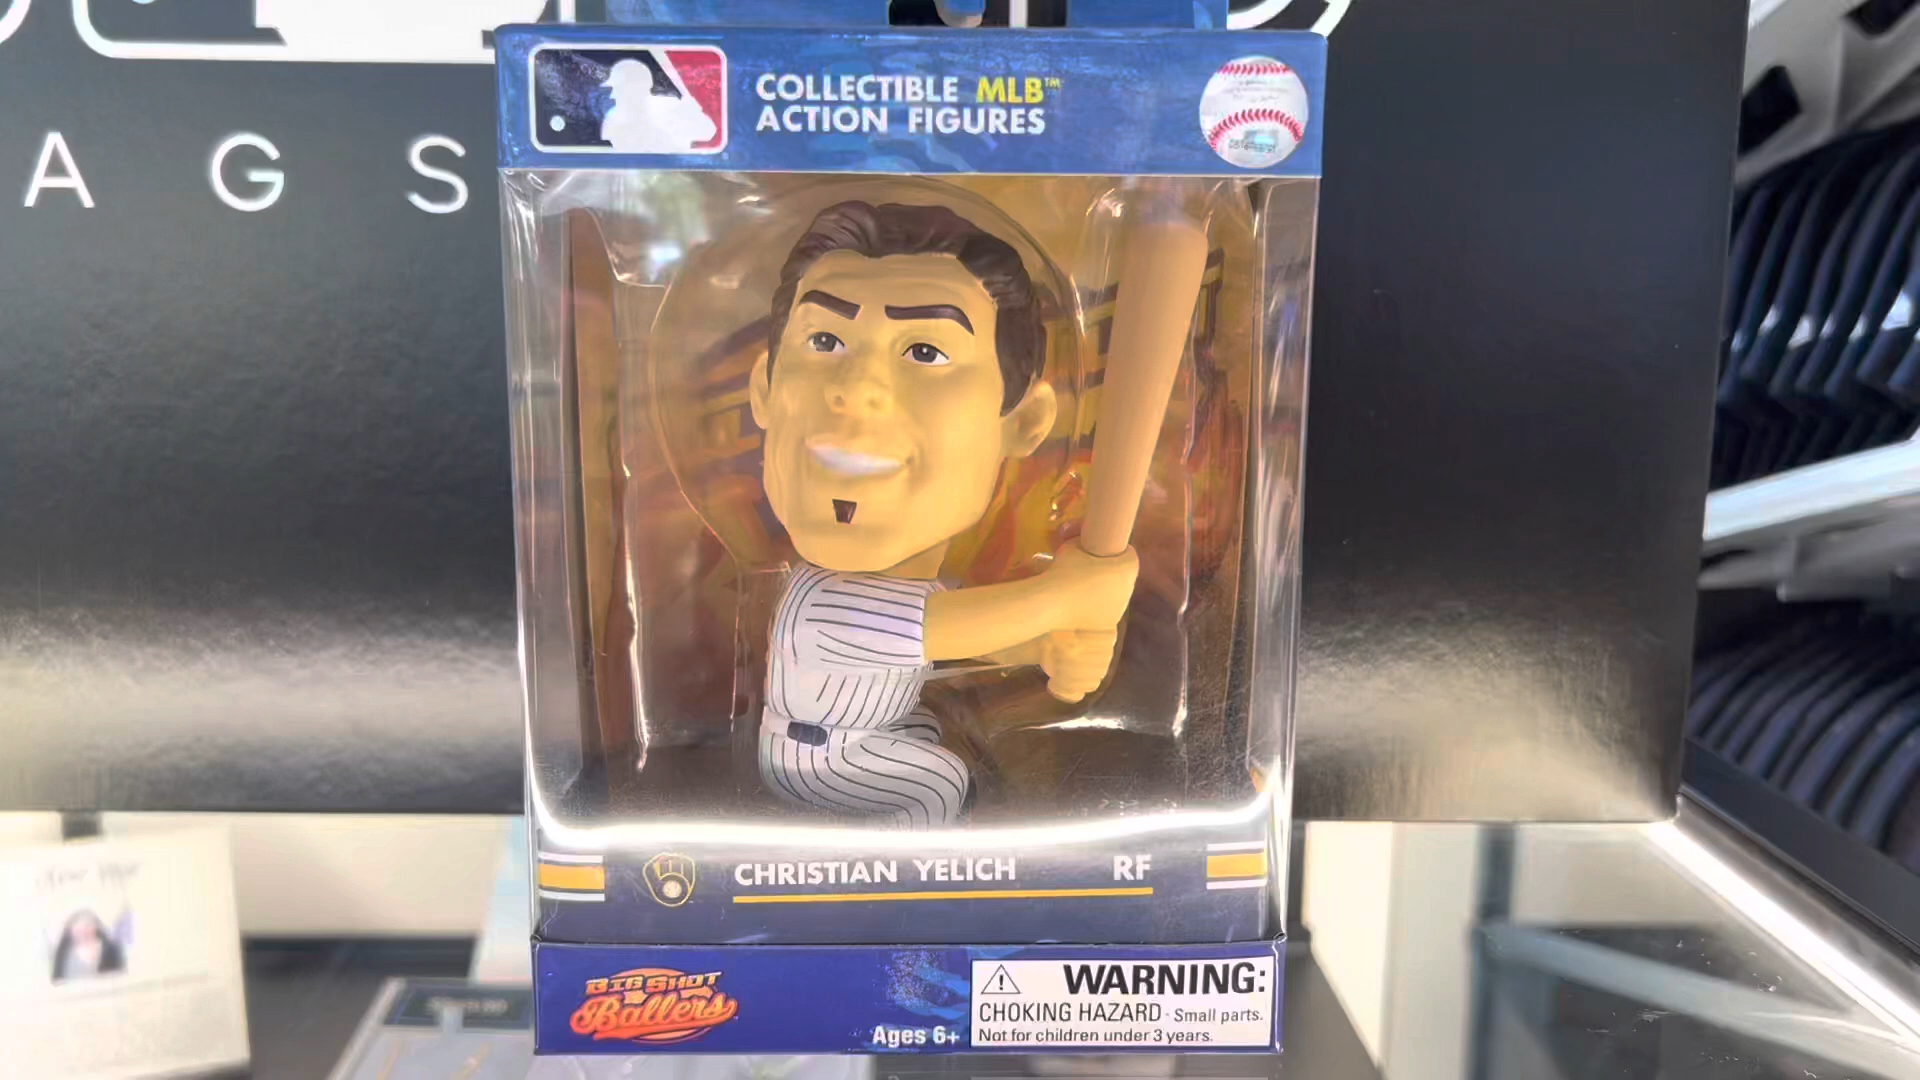 AGS
COLLECTIBLE MLB™
ACTION FIGURES
CHRISTIAN YELICH RF
BIG SHOT
Ballers
Ages 6+
WARNING:
CHOKING HAZARD - Small parts.
Not for children under 3 years.